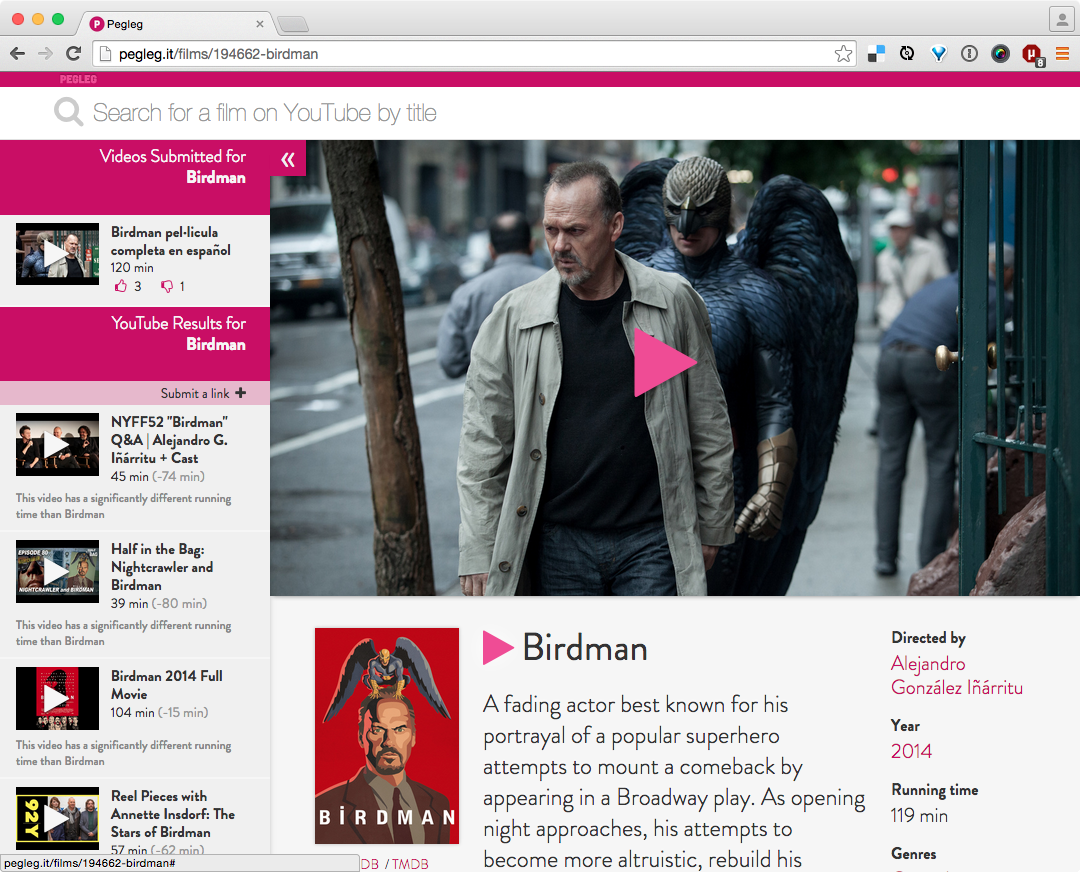 Pegleg
pegleg.it/films/194662-birdman
8
PEGLEG
Search for a film on YouTube by title
Videos Submitted for
Birdman
«
Birdman pel·licula
completa en español
120 min
3 1
YouTube Results for
Birdman
Submit a link +
NYFF52 "Birdman"
Q&A | Alejandro G.
Iñárritu + Cast
45 min (-74 min)
This video has a significantly different running
time than Birdman
EPISODE 80
NIGHTCRAWLER and BIRDMAN
Half in the Bag:
Nightcrawler and
Birdman
39 min (-80 min)
This video has a significantly different running
time than Birdman
Birdman 2014 Full
Movie
104 min (-15 min)
This video has a significantly different running
time than Birdman
92Y
Reel Pieces with
Annette Insdorf: The
Stars of Birdman
57 min (-62 min)
pegleg.it/films/194662-birdman#
BİRDMAN
DB / TMDB
Birdman
A fading actor best known for his
portrayal of a popular superhero
attempts to mount a comeback by
appearing in a Broadway play. As opening
night approaches, his attempts to
become more altruistic, rebuild his
Directed by
Alejandro
González Iñárritu
Year
2014
Running time
119 min
Genres